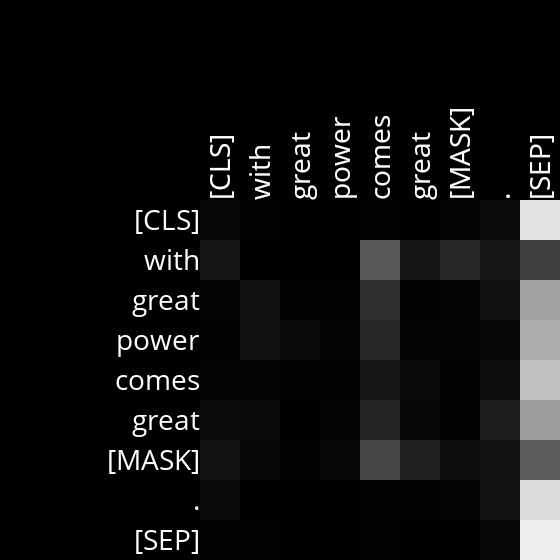 [CLS] with great power comes great [MASK] . [SEP]
[CLS]
with
great
power
comes
great
[MASK]
.
[SEP]